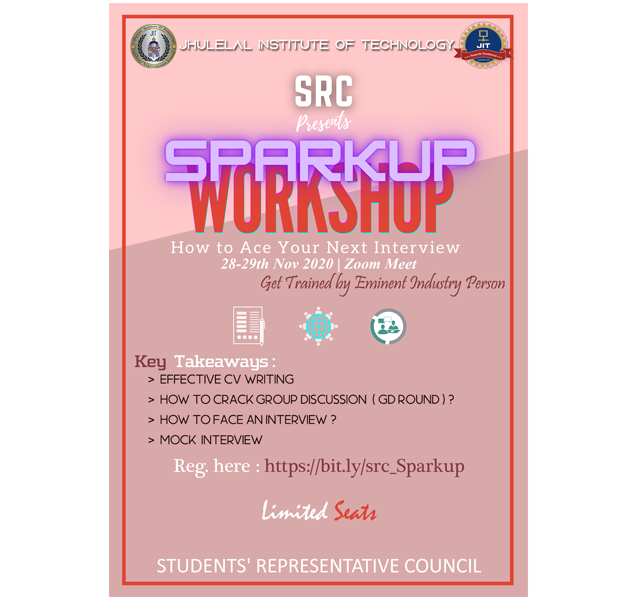 JHULELAL INSTITUTE OF TECHNOLOGY
JIT
SRC
Presents
SPARKUP
WORKSHOP
How to Ace Your Next Interview
28-29th Nov 2020 | Zoom Meet
Get Trained by Eminent Industry Person
Key Takeaways :
> EFFECTIVE CV WRITING
> HOW TO CRACK GROUP DISCUSSION ( GD ROUND ) ?
> HOW TO FACE AN INTERVIEW ?
> MOCK INTERVIEW
Reg. here : https://bit.ly/src_Sparkup
Limited Seats
STUDENTS' REPRESENTATIVE COUNCIL